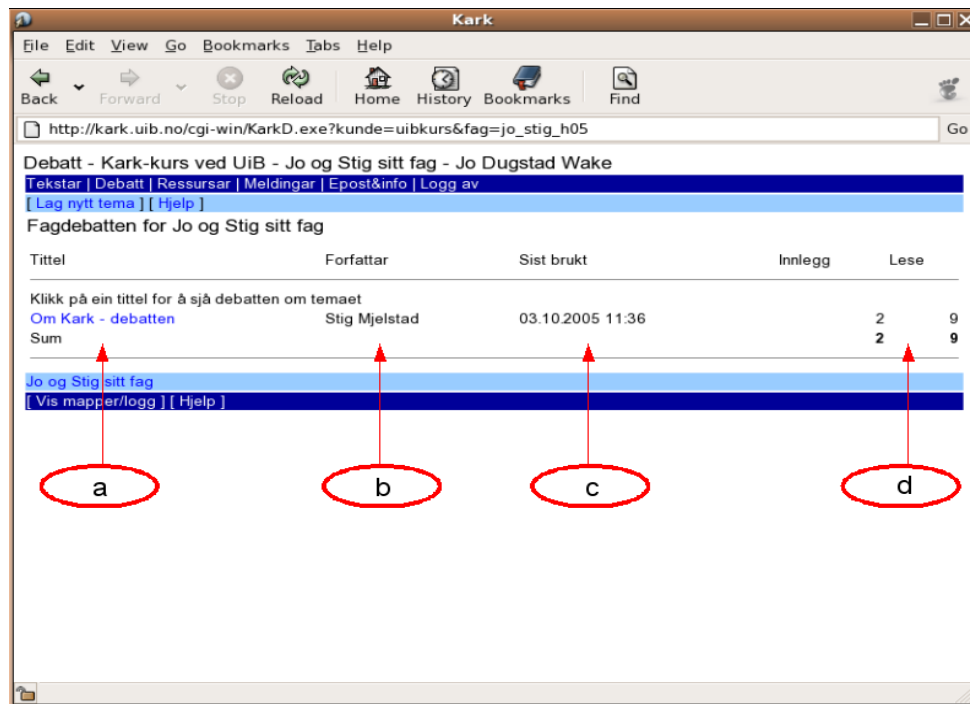 Kark
File Edit View Go Bookmarks Tabs Help
Back Forward Stop Reload Home History Bookmarks Find
http://kark.uib.no/cgi-win/KarkD.exe?kunde=uibkurs&fag=jo_stig_h05 Go
Debatt - Kark-kurs ved UiB - Jo og Stig sitt fag - Jo Dugstad Wake
Tekstar | Debatt | Ressursar | Meldingar | Epost&info | Logg av
[ Lag nytt tema ] [ Hjelp ]
Fagdebatten for Jo og Stig sitt fag
Tittel Forfattar Sist brukt Innlegg Lese
Klikk på ein tittel for å sjå debatten om temaet
Om Kark - debatten Stig Mjelstad 03.10.2005 11:36 2 9
Sum 2 9
Jo og Stig sitt fag
[ Vis mapper/logg ] [ Hjelp ]
a b c d